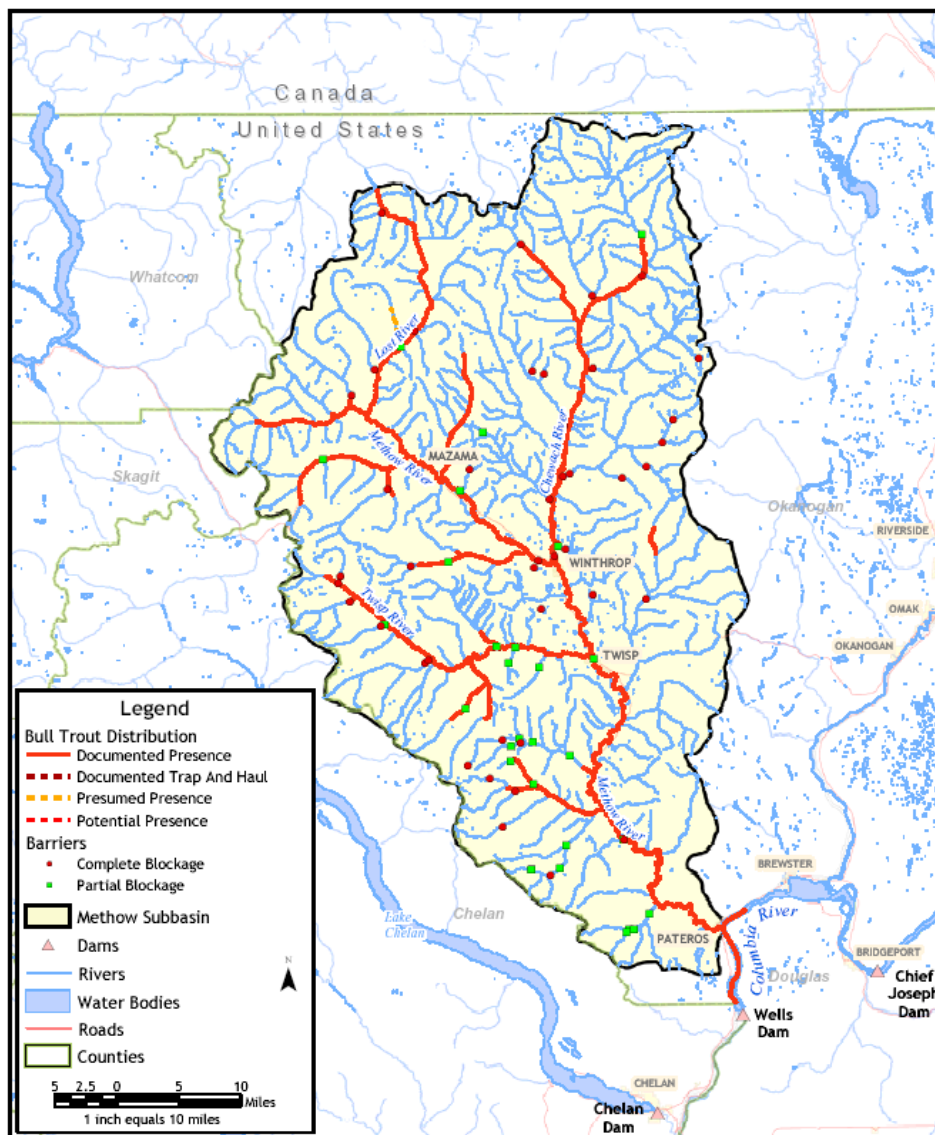 Canada
United States
Whatcom
Lost River
Skagit
Methow River
MAZAMA
Chewuch River
Okanogan
RIVERSIDE
WINTHROP
OMAK
OKANOGAN
Twisp River
TWISP
Methow River
BREWSTER
Lake
Chelan
Chelan
PATEROS
Columbia River
Douglas
BRIDGEPORT
Chief
Joseph
Dam
Wells
Dam
CHELAN
Chelan
Dam
Legend
Bull Trout Distribution
Documented Presence
Documented Trap And Haul
Presumed Presence
Potential Presence
Barriers
Complete Blockage
Partial Blockage
Methow Subbasin
Dams
Rivers
Water Bodies
Roads
Counties
N
5 2.5 0 5 10
Miles
1 inch equals 10 miles